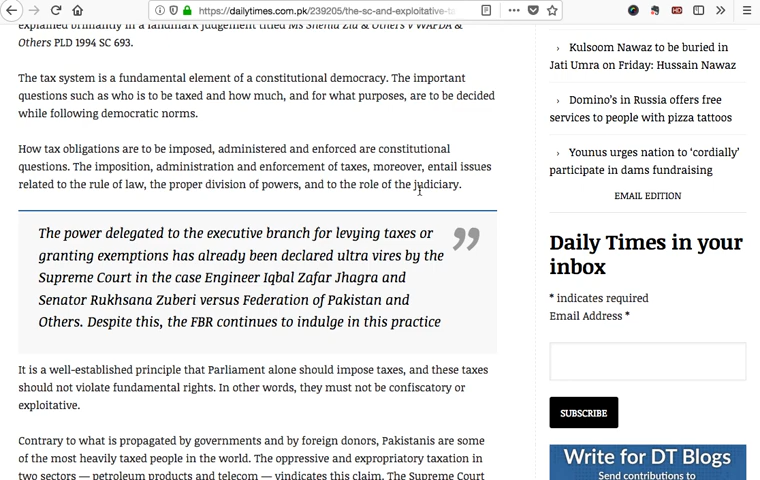 https://dailytimes.com.pk/239205/the-sc-and-exploitative-ta
explained brilliantly in a landmark judgement titled Ms Shehla Zia & Others v WAPDA &
Others PLD 1994 SC 693.
The tax system is a fundamental element of a constitutional democracy. The important
questions such as who is to be taxed and how much, and for what purposes, are to be decided
while following democratic norms.
How tax obligations are to be imposed, administered and enforced are constitutional
questions. The imposition, administration and enforcement of taxes, moreover, entail issues
related to the rule of law, the proper division of powers, and to the role of the judiciary.
The power delegated to the executive branch for levying taxes or
granting exemptions has already been declared ultra vires by the
Supreme Court in the case Engineer Iqbal Zafar Jhagra and
Senator Rukhsana Zuberi versus Federation of Pakistan and
Others. Despite this, the FBR continues to indulge in this practice
It is a well-established principle that Parliament alone should impose taxes, and these taxes
should not violate fundamental rights. In other words, they must not be confiscatory or
exploitative.
Contrary to what is propagated by governments and by foreign donors, Pakistanis are some
of the most heavily taxed people in the world. The oppressive and expropriatory taxation in
two sectors — petroleum products and telecom — vindicates this claim. The Supreme Court
› Kulsoom Nawaz to be buried in
Jati Umra on Friday: Hussain Nawaz
› Domino’s in Russia offers free
services to people with pizza tattoos
› Younus urges nation to ‘cordially’
participate in dams fundraising
EMAIL EDITION
Daily Times in your
inbox
* indicates required
Email Address *
SUBSCRIBE
Write for DT Blogs
Send contributions to